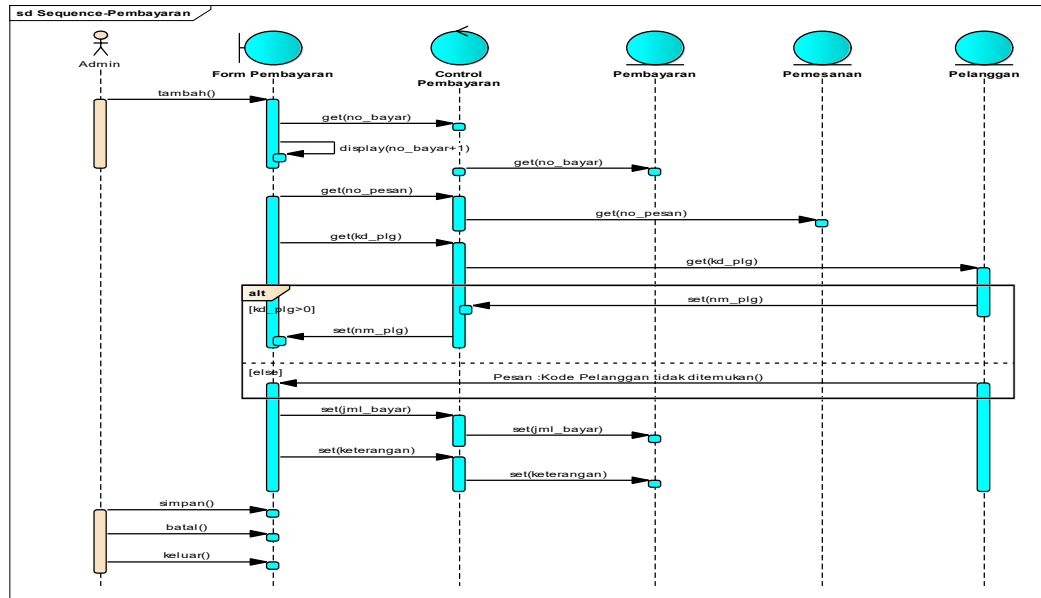 sd Sequence-Pembayaran
Admin
Form Pembayaran
Control
Pembayaran
Pembayaran
Pemesanan
Pelanggan
tambah()
get(no_bayar)
display(no_bayar+1)
get(no_bayar)
get(no_pesan)
get(no_pesan)
get(kd_plg)
get(kd_plg)
alt
[kd_plg>0]
set(nm_plg)
set(nm_plg)
[else]
Pesan :Kode Pelanggan tidak ditemukan()
set(jml_bayar)
set(jml_bayar)
set(keterangan)
set(keterangan)
simpan()
batal()
keluar()